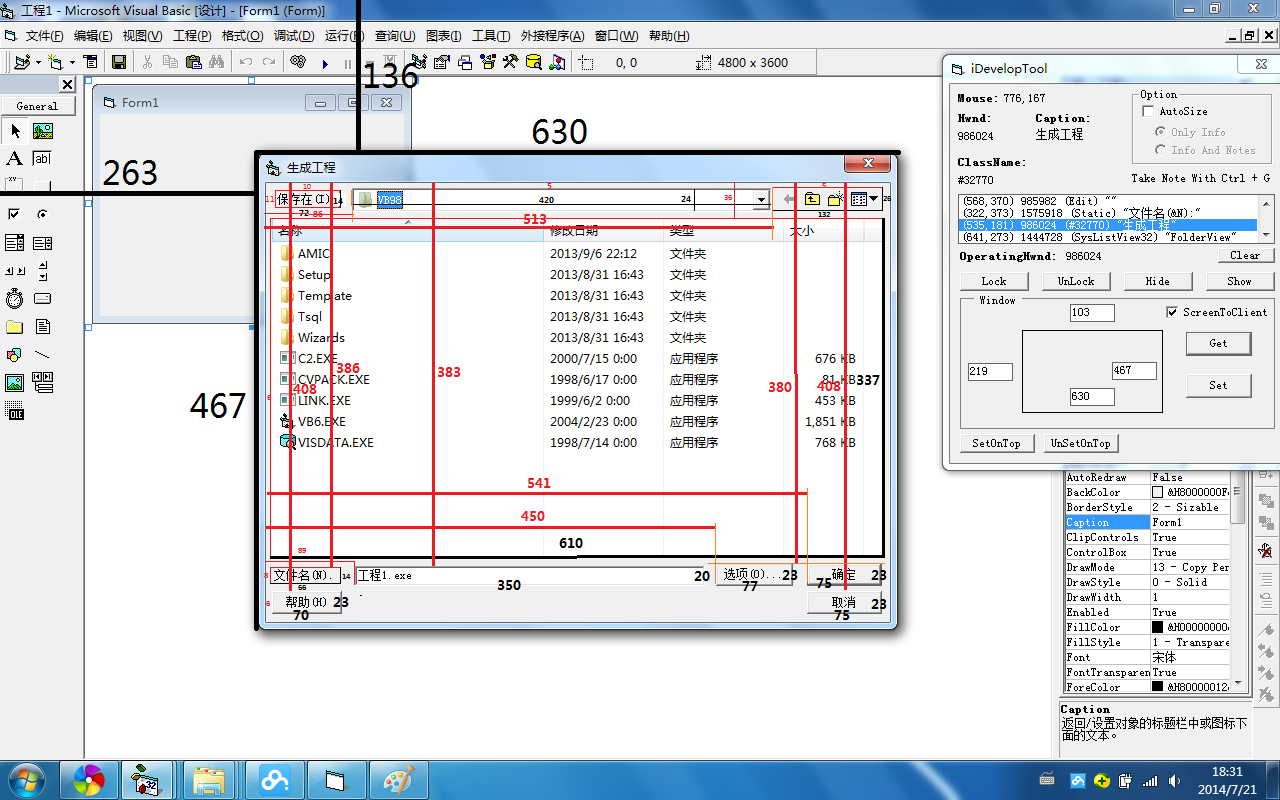 工程1 - Microsoft Visual Basic [设计] - [Form1 (Form)]
文件(F) 编辑(E) 视图(V) 工程(P) 格式(O) 调试(D) 运行(R) 查询(U) 图表(I) 工具(T) 外接程序(A) 窗口(W) 帮助(H)
0, 0 4800 x 3600
136
General
Form1
A ab|
xv
263
630
467
生成工程
10 5 5
11 保存在(I): 14 VB98 420 24 36 26
72 86 132
513
名称 修改日期 类型 大小
AMIC 2013/9/6 22:12 文件夹
Setup 2013/8/31 16:43 文件夹
Template 2013/8/31 16:43 文件夹
Tsql 2013/8/31 16:43 文件夹
Wizards 2013/8/31 16:43 文件夹
C2.EXE 2000/7/15 0:00 应用程序 676 KB
CVPACK.EXE 1998/6/17 0:00 应用程序 81 KB
LINK.EXE 1999/6/2 0:00 应用程序 453 KB
VB6.EXE 2004/2/23 0:00 应用程序 1,851 KB
VISDATA.EXE 1998/7/14 0:00 应用程序 768 KB
408 386 383 380 408 337
6
541
450
610
89
8 文件名(N). 14 工程1.exe 20 选项(O)... 23 确定 23
66 350 77 75
6 帮助(H) 23 取消 23
70 75
iDevelopTool
Mouse: 776,167
Hwnd: Caption:
986024 生成工程
ClassName:
#32770
Option
AutoSize
Only Info
Info And Notes
Take Note With Ctrl + G
(568,370) 985982 (Edit) ""
(322,373) 1575918 (Static) "文件名(&N):"
(535,181) 986024 (#32770) "生成工程"
(641,273) 1444728 (SysListView32) "FolderView"
OperatingHwnd: 986024 Clear
Lock UnLock Hide Show
Window
103 ScreenToClient
Get
219 467
Set
630
SetOnTop UnSetOnTop
AutoRedraw False
BackColor
BorderStyle 2 - Sizable
Caption Form1
ClipControls True
ControlBox True
DrawMode 13 - Copy Pen
DrawStyle 0 - Solid
DrawWidth 1
Enabled True
FillColor
FillStyle 1 - Transparent
Font 宋体
FontTransparent True
ForeColor
Caption
返回/设置对象的标题栏中或图标下
面的文本。
OLE
32
18:31
2014/7/21